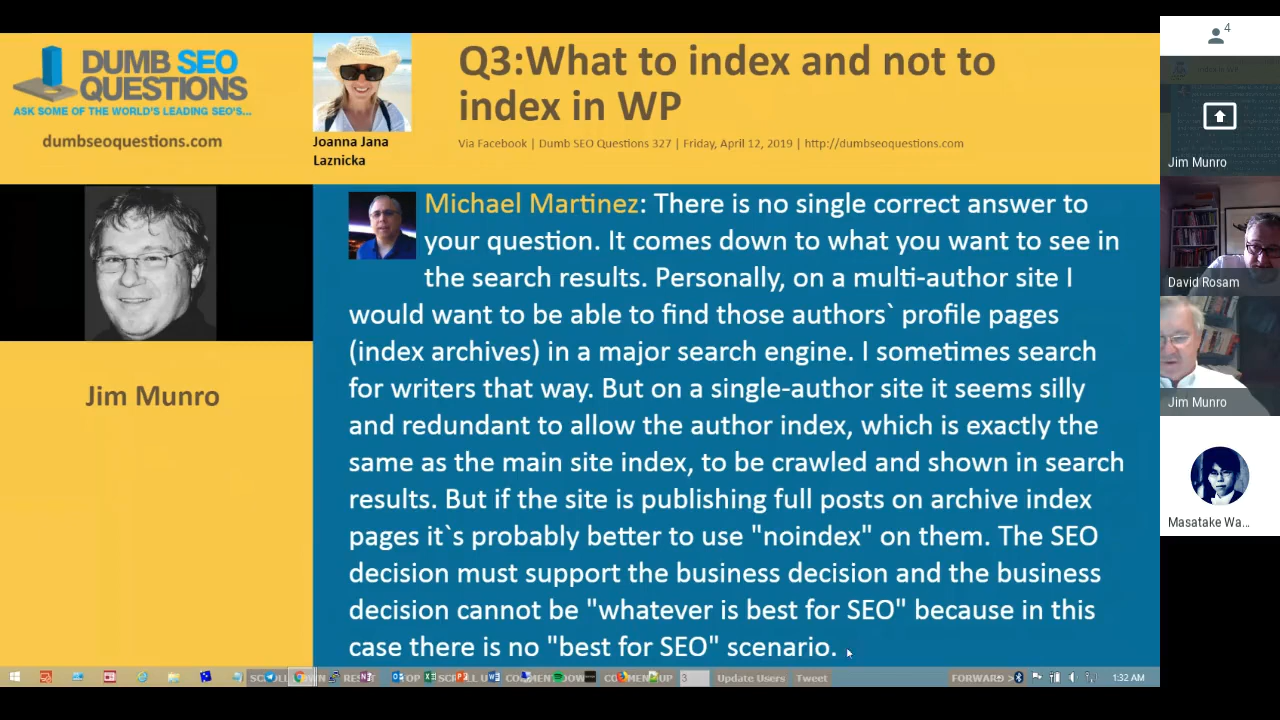 DUMB SEO
QUESTIONS
ASK SOME OF THE WORLD'S LEADING SEO'S...
dumbseoquestions.com
Joanna Jana
Laznicka
Q3:What to index and not to
index in WP
Via Facebook | Dumb SEO Questions 327 | Friday, April 12, 2019 | http://dumbseoquestions.com
Jim Munro
Michael Martinez: There is no single correct answer to
your question. It comes down to what you want to see in
the search results. Personally, on a multi-author site I
would want to be able to find those authors` profile pages
(index archives) in a major search engine. I sometimes search
for writers that way. But on a single-author site it seems silly
and redundant to allow the author index, which is exactly the
same as the main site index, to be crawled and shown in search
results. But if the site is publishing full posts on archive index
pages it`s probably better to use "noindex" on them. The SEO
decision must support the business decision and the business
decision cannot be "whatever is best for SEO" because in this
case there is no "best for SEO" scenario.
4
Jim Munro
David Rosam
Jim Munro
Masatake Wa...
3
Update Users
Tweet
FORWARD >
1:32 AM